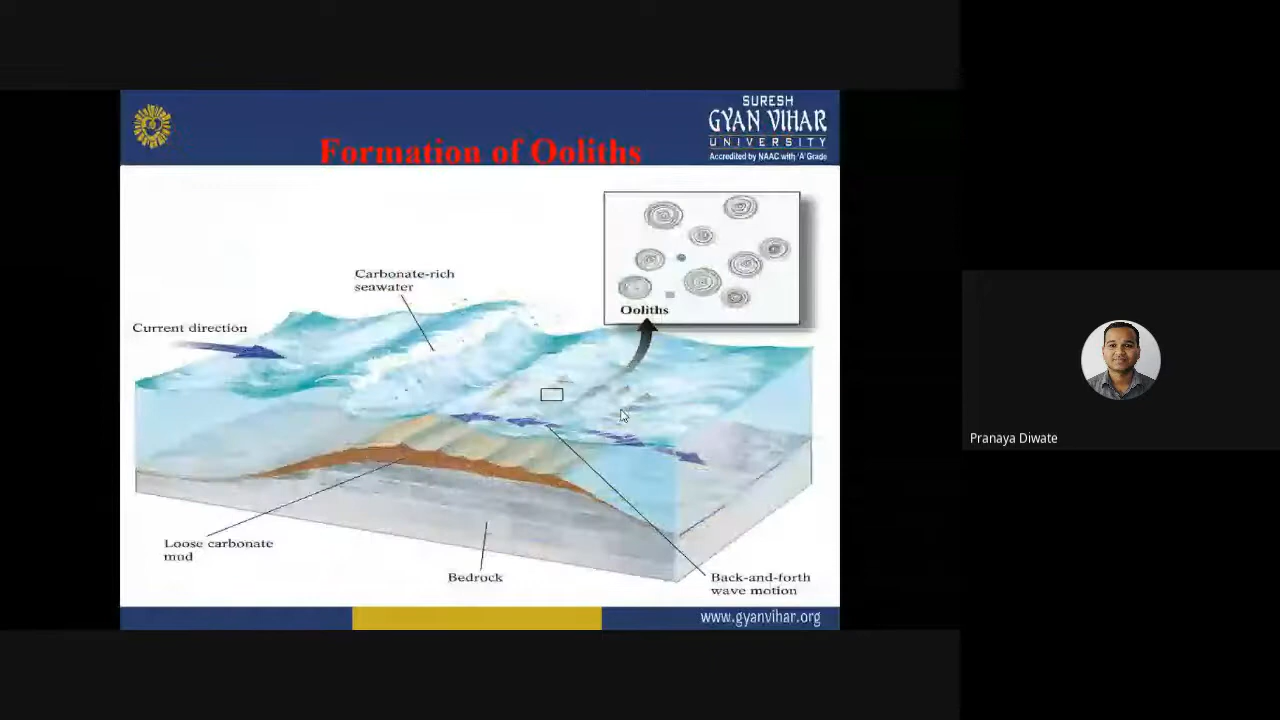 SURESH
GYAN VIHAR
UNIVERSITY
Accredited by NAAC with 'A' Grade
Formation of Ooliths
Carbonate-rich
seawater
Current direction
Ooliths
Loose carbonate
mud
Bedrock
Back-and-forth
wave motion
www.gyanvihar.org
Pranaya Diwate